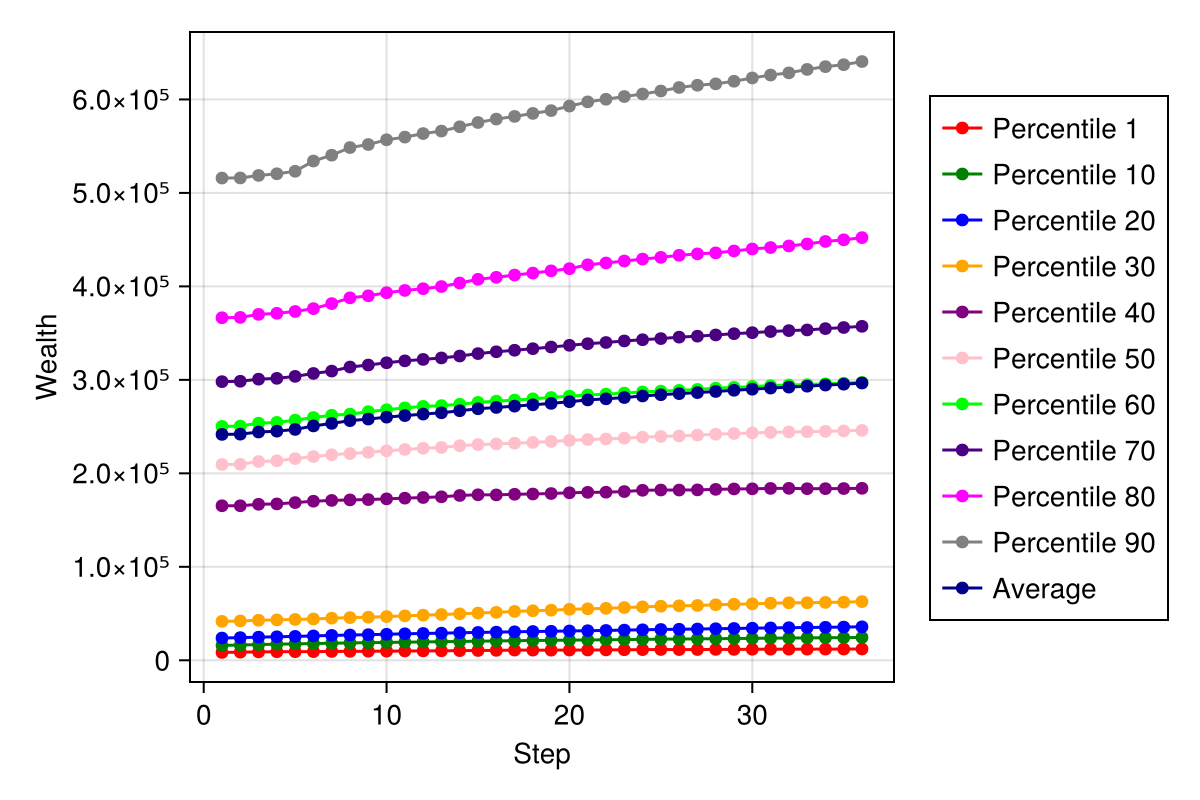 6.0×10⁵
5.0×10⁵
4.0×10⁵
3.0×10⁵
2.0×10⁵
1.0×10⁵
0
Wealth
0 10 20 30
Step
Percentile 1
Percentile 10
Percentile 20
Percentile 30
Percentile 40
Percentile 50
Percentile 60
Percentile 70
Percentile 80
Percentile 90
Average